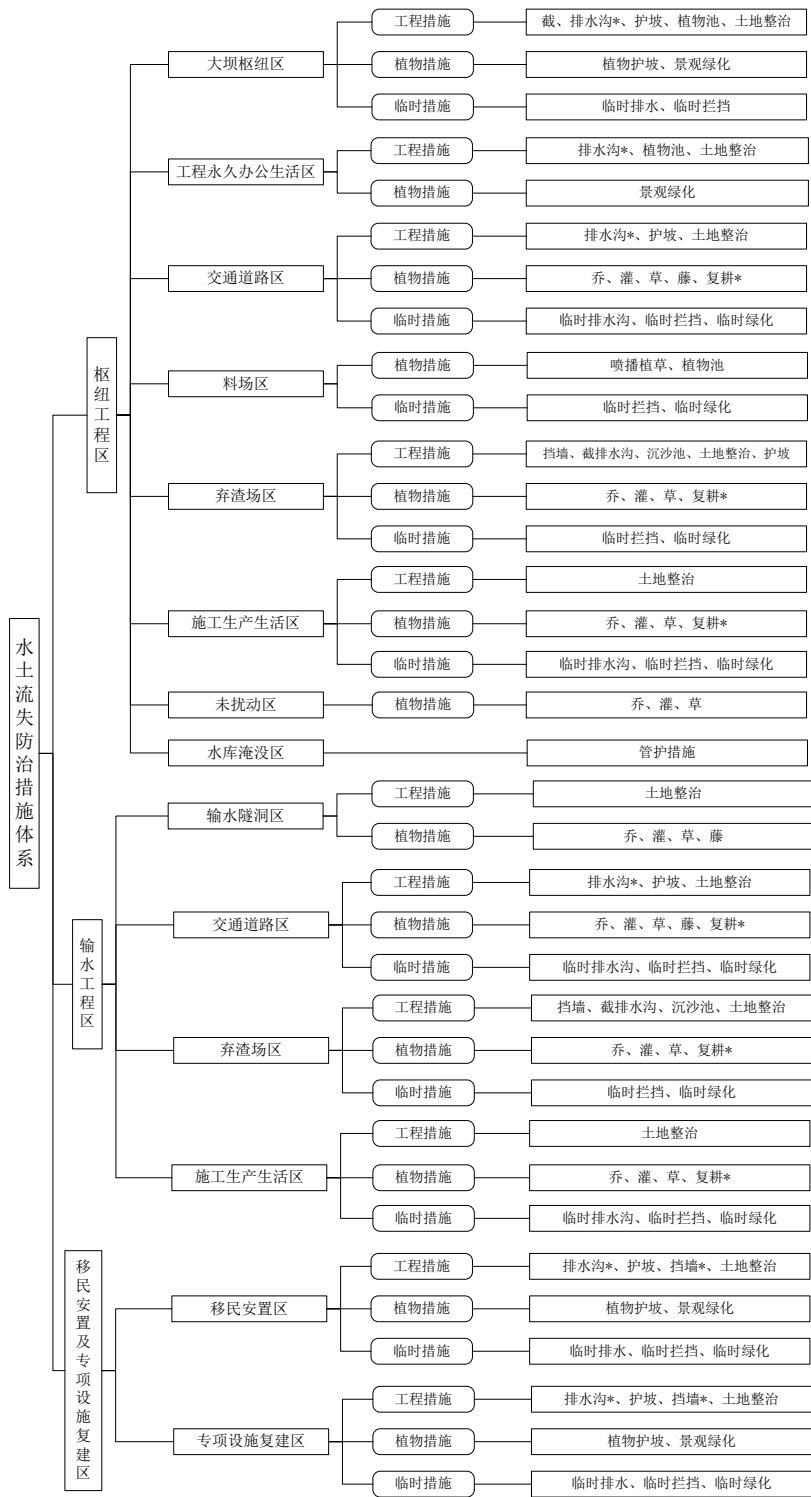 水土流失防治措施体系
枢纽工程区
大坝枢纽区
工程措施
截、排水沟*、护坡、植物池、土地整治
植物措施
植物护坡、景观绿化
临时措施
临时排水、临时拦挡
工程永久办公生活区
工程措施
排水沟*、植物池、土地整治
植物措施
景观绿化
交通道路区
工程措施
排水沟*、护坡、土地整治
植物措施
乔、灌、草、藤、复耕*
临时措施
临时排水沟、临时拦挡、临时绿化
料场区
植物措施
喷播植草、植物池
临时措施
临时拦挡、临时绿化
弃渣场区
工程措施
挡墙、截排水沟、沉沙池、土地整治、护坡
植物措施
乔、灌、草、复耕*
临时措施
临时拦挡、临时绿化
施工生产生活区
工程措施
土地整治
植物措施
乔、灌、草、复耕*
临时措施
临时排水沟、临时拦挡、临时绿化
未扰动区
植物措施
乔、灌、草
水库淹没区
管护措施
输水工程区
输水隧洞区
工程措施
土地整治
植物措施
乔、灌、草、藤
交通道路区
工程措施
排水沟*、护坡、土地整治
植物措施
乔、灌、草、藤、复耕*
临时措施
临时排水沟、临时拦挡、临时绿化
弃渣场区
工程措施
挡墙、截排水沟、沉沙池、土地整治
植物措施
乔、灌、草、复耕*
临时措施
临时拦挡、临时绿化
施工生产生活区
工程措施
土地整治
植物措施
乔、灌、草、复耕*
临时措施
临时排水沟、临时拦挡、临时绿化
移民安置及专项设施复建区
移民安置区
工程措施
排水沟*、护坡、挡墙*、土地整治
植物措施
植物护坡、景观绿化
临时措施
临时排水、临时拦挡、临时绿化
专项设施复建区
工程措施
排水沟*、护坡、挡墙*、土地整治
植物措施
植物护坡、景观绿化
临时措施
临时排水、临时拦挡、临时绿化